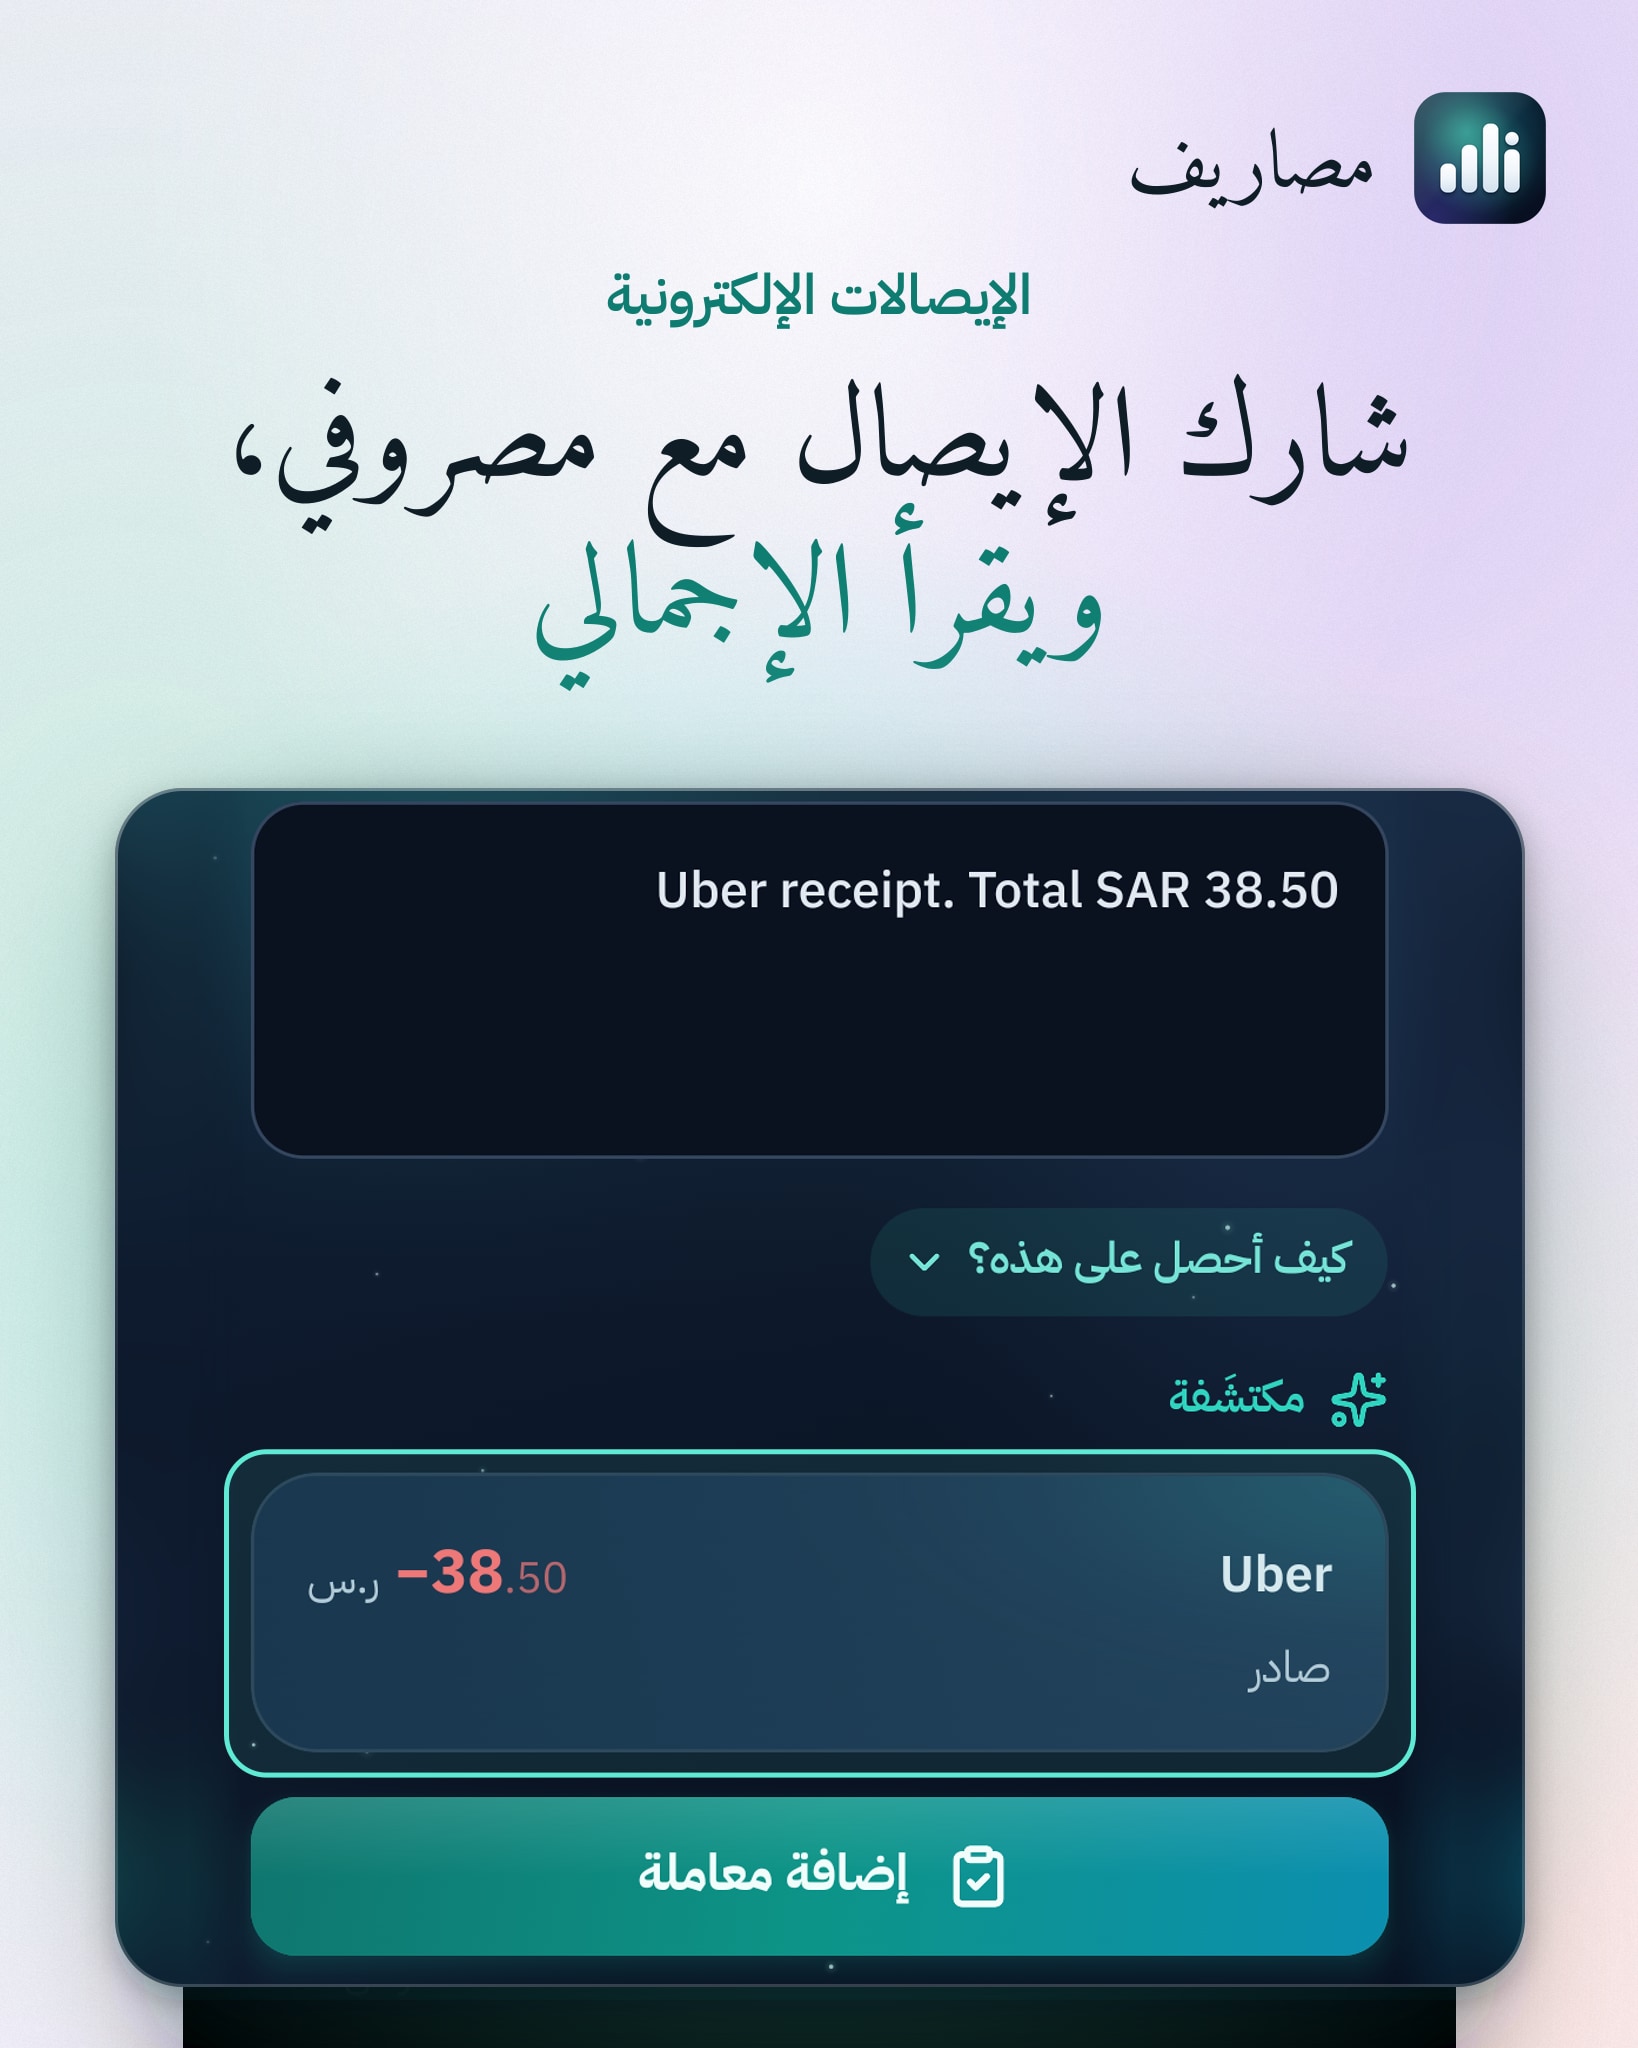 مصاريف
الإيصالات الإلكترونية
شارك الإيصال مع مصروفي،
ويقرأ الإجمالي
Uber receipt. Total SAR 38.50
كيف أحصل على هذه؟
مكتشَفة
Uber
−38.50 ر.س
صادر
إضافة معاملة